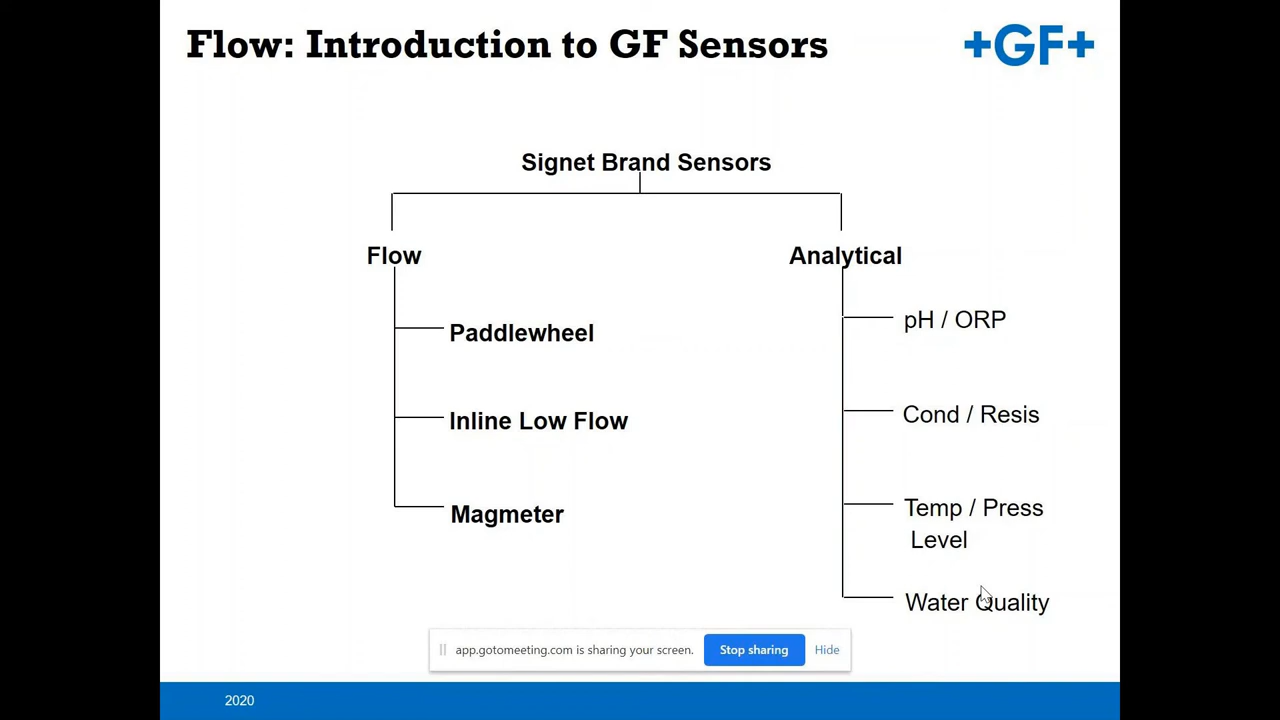 Flow: Introduction to GF Sensors
+GF+
Signet Brand Sensors
Flow
Analytical
Paddlewheel
Inline Low Flow
Magmeter
pH / ORP
Cond / Resis
Temp / Press
Level
Water Quality
app.gotomeeting.com is sharing your screen.
Stop sharing
Hide
2020